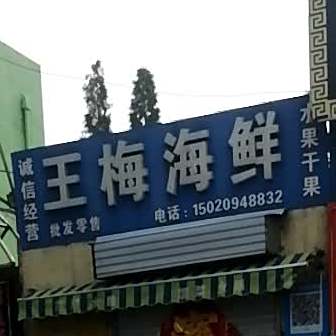 诚信经营
王梅海鲜
批发零售
电话：15020948832
水果干果